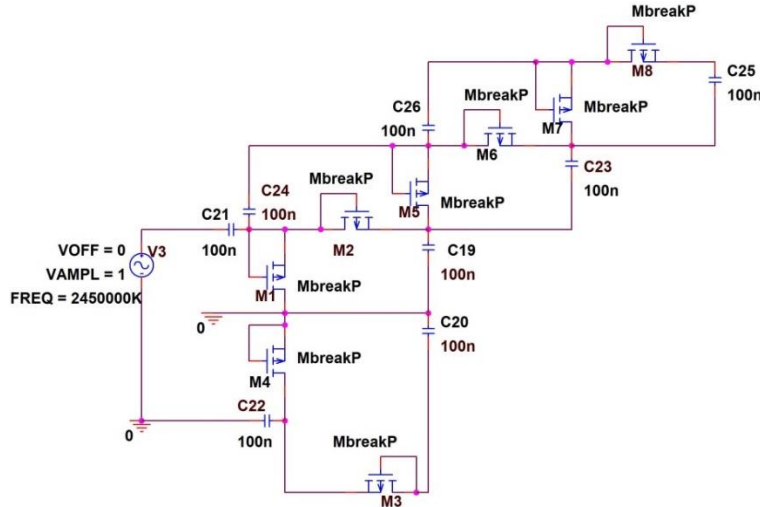 MbreakP
M8
C25
100n
MbreakP
MbreakP
C26
100n
M7
M6
C23
100n
MbreakP
C24
100n
MbreakP
M5
C21
100n
VOFF = 0
V3
VAMPL = 1
FREQ = 2450000K
M2
C19
100n
M1
MbreakP
0
C20
100n
MbreakP
M4
C22
100n
0
MbreakP
M3